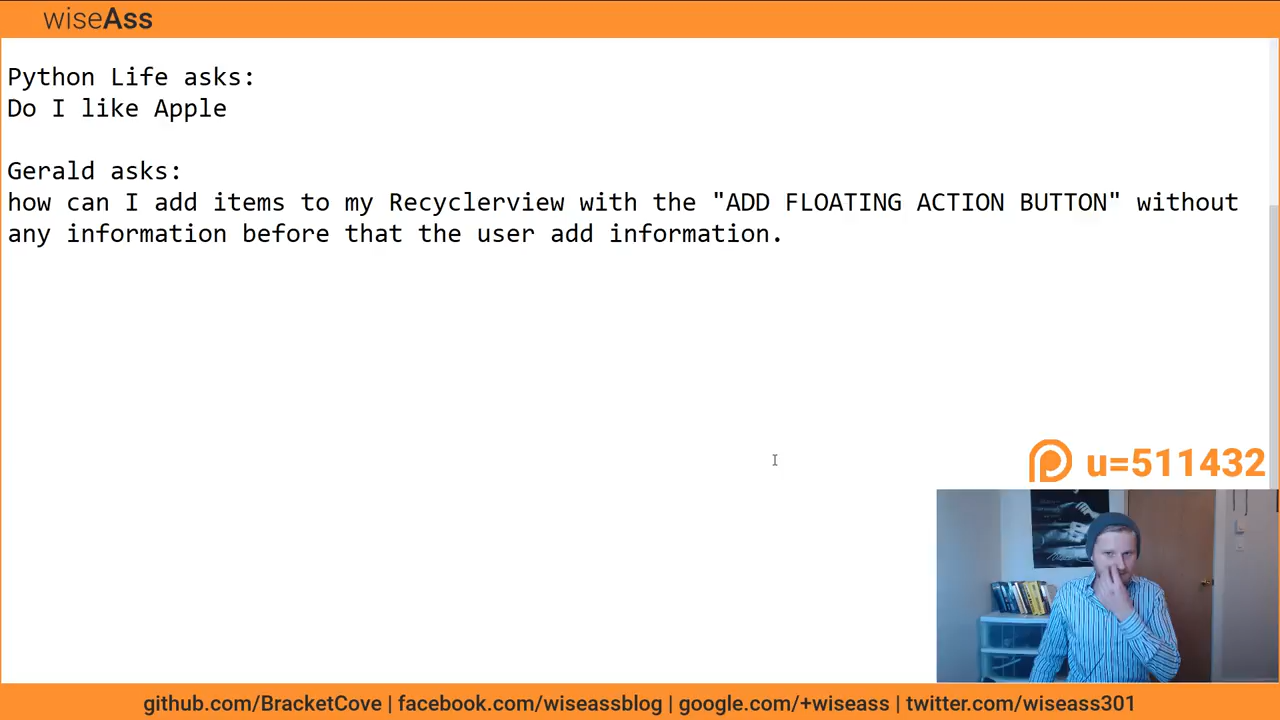 wiseAss
Python Life asks:
Do I like Apple
Gerald asks:
how can I add items to my Recyclerview with the "ADD FLOATING ACTION BUTTON" without
any information before that the user add information.
u=511432
github.com/BracketCove | facebook.com/wiseassblog | google.com/+wiseass | twitter.com/wiseass301